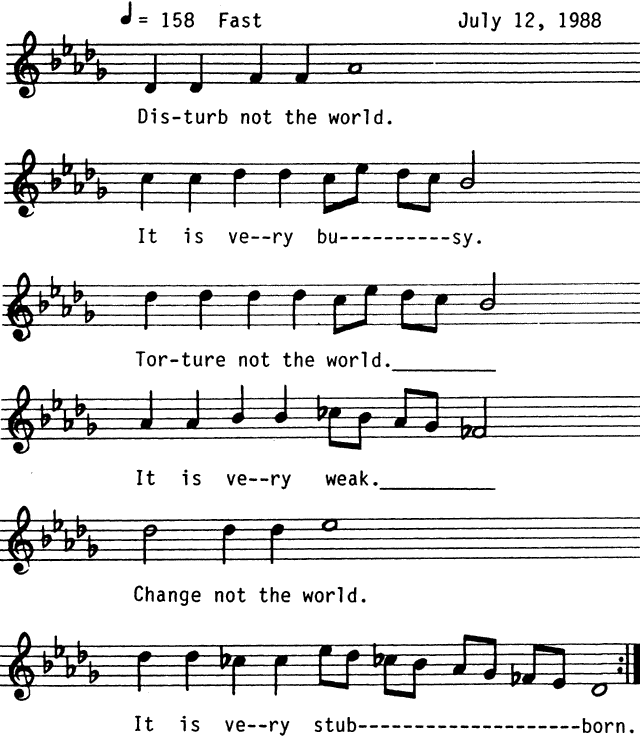 = 158 Fast July 12, 1988
Dis-turb not the world.
It is ve--ry bu----------sy.
Tor-ture not the world.__________
It is ve--ry weak.___________
Change not the world.
It is ve--ry stub--------------------born.